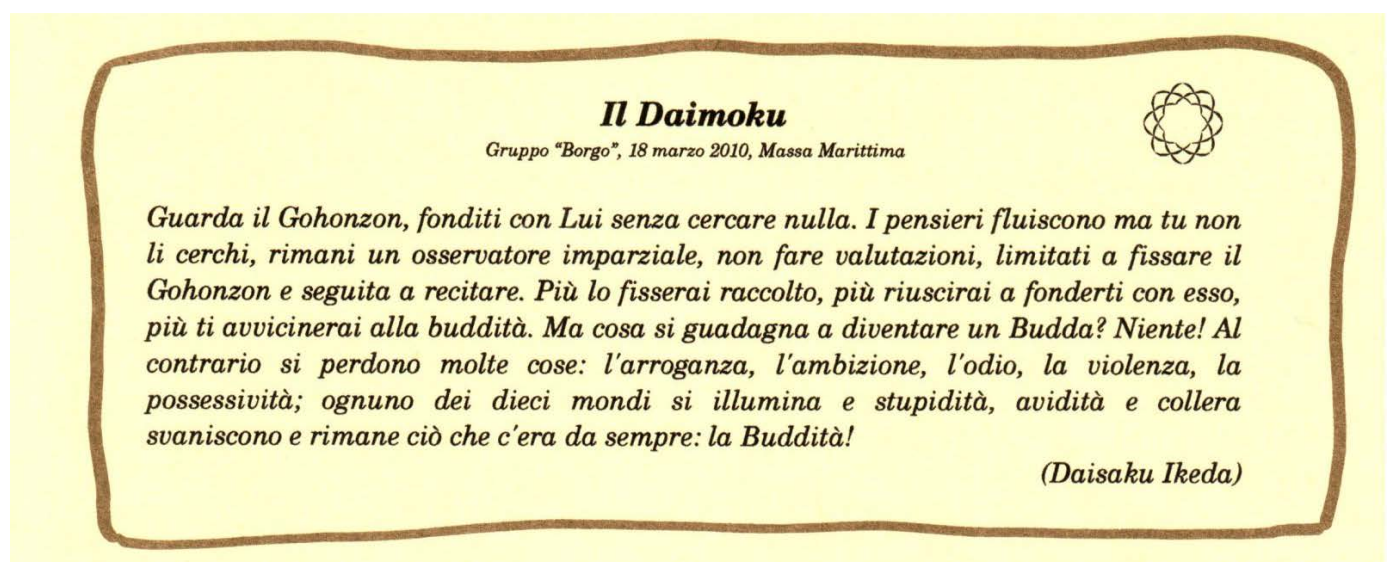 Il Daimoku
Gruppo "Borgo", 18 marzo 2010, Massa Marittima
Guarda il Gohonzon, fonditi con Lui senza cercare nulla. I pensieri fluiscono ma tu non
li cerchi, rimani un osservatore imparziale, non fare valutazioni, limitati a fissare il
Gohonzon e seguita a recitare. Più lo fisserai raccolto, più riuscirai a fonderti con esso,
più ti avvicinerai alla buddità. Ma cosa si guadagna a diventare un Budda? Niente! Al
contrario si perdono molte cose: l'arroganza, l'ambizione, l'odio, la violenza, la
possessività; ognuno dei dieci mondi si illumina e stupidità, avidità e collera
svaniscono e rimane ciò che c'era da sempre: la Buddità!
(Daisaku Ikeda)